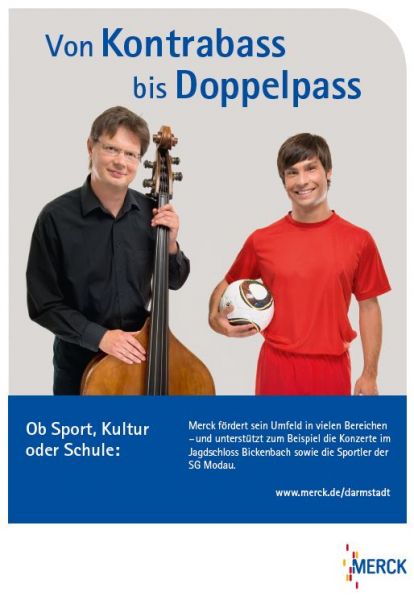 Von Kontrabass
bis Doppelpass
Ob Sport, Kultur
oder Schule:
Merck fördert sein Umfeld in vielen Bereichen
– und unterstützt zum Beispiel die Konzerte im
Jagdschloss Bickenbach sowie die Sportler der
SG Modau.
www.merck.de/darmstadt
MERCK